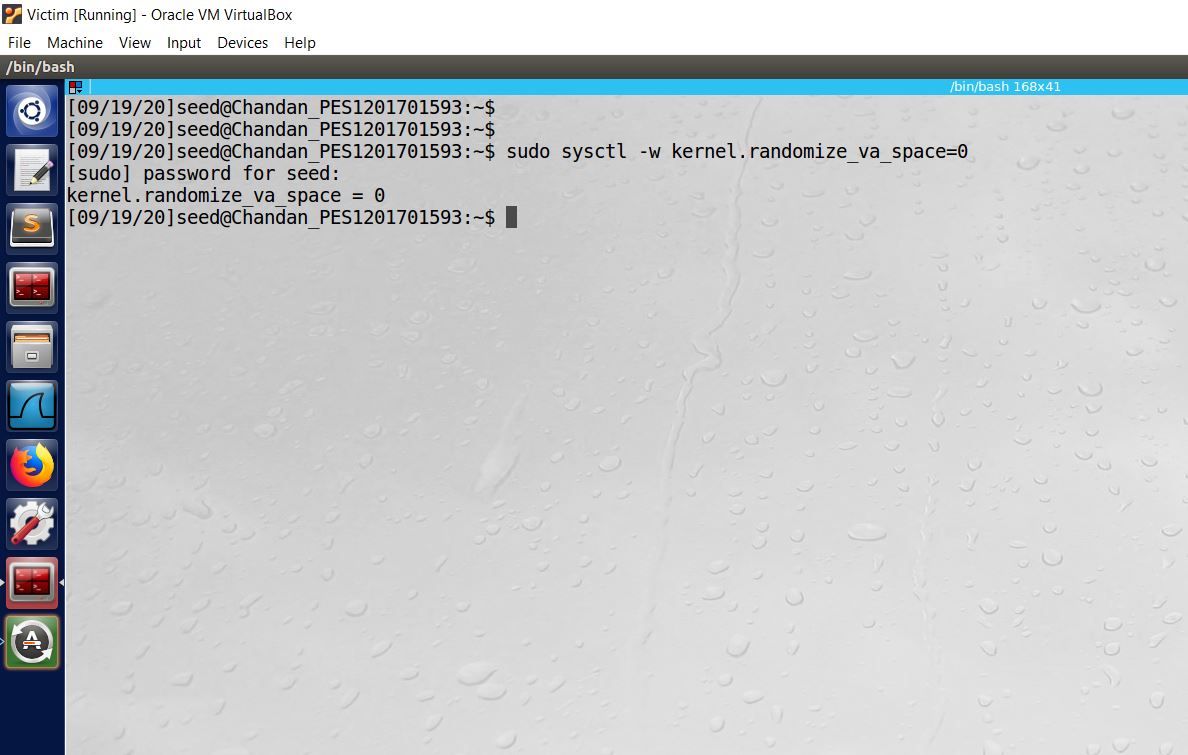 Victim [Running] - Oracle VM VirtualBox
File Machine View Input Devices Help
/bin/bash
/bin/bash 168x41
[09/19/20]seed@Chandan_PES1201701593:~$
[09/19/20]seed@Chandan_PES1201701593:~$
[09/19/20]seed@Chandan_PES1201701593:~$ sudo sysctl -w kernel.randomize_va_space=0
[sudo] password for seed:
kernel.randomize_va_space = 0
[09/19/20]seed@Chandan_PES1201701593:~$